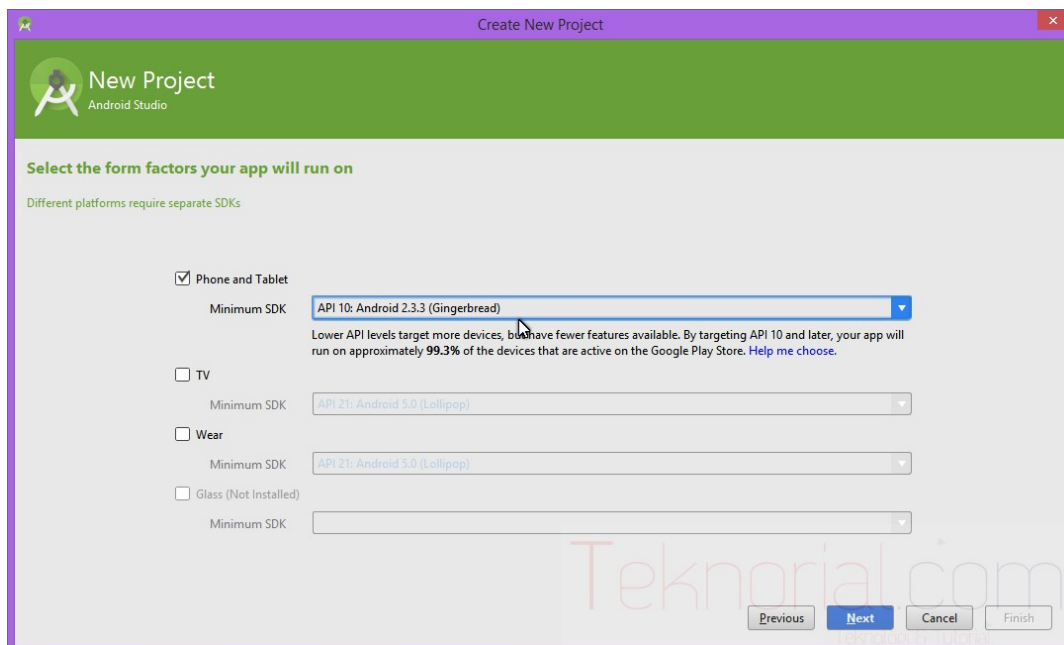 Create New Project
New Project
Android Studio
Select the form factors your app will run on
Different platforms require separate SDKs
Phone and Tablet
Minimum SDK API 10: Android 2.3.3 (Gingerbread)
Lower API levels target more devices, but have fewer features available. By targeting API 10 and later, your app will
run on approximately 99.3% of the devices that are active on the Google Play Store. Help me choose.
TV
Minimum SDK API 21: Android 5.0 (Lollipop)
Wear
Minimum SDK API 21: Android 5.0 (Lollipop)
Glass (Not Installed)
Minimum SDK
Teknorial.com
Previous Next Cancel Finish
Teknologi & Tutorial